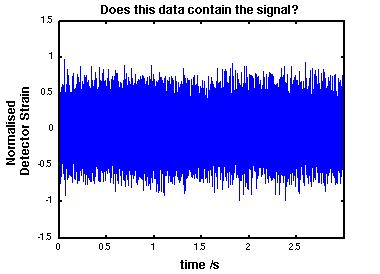 Does this data contain the signal?
Normalised
Detector Strain
1.5
1
0.5
0
-0.5
-1
-1.5
0 0.5 1 1.5 2 2.5
time /s